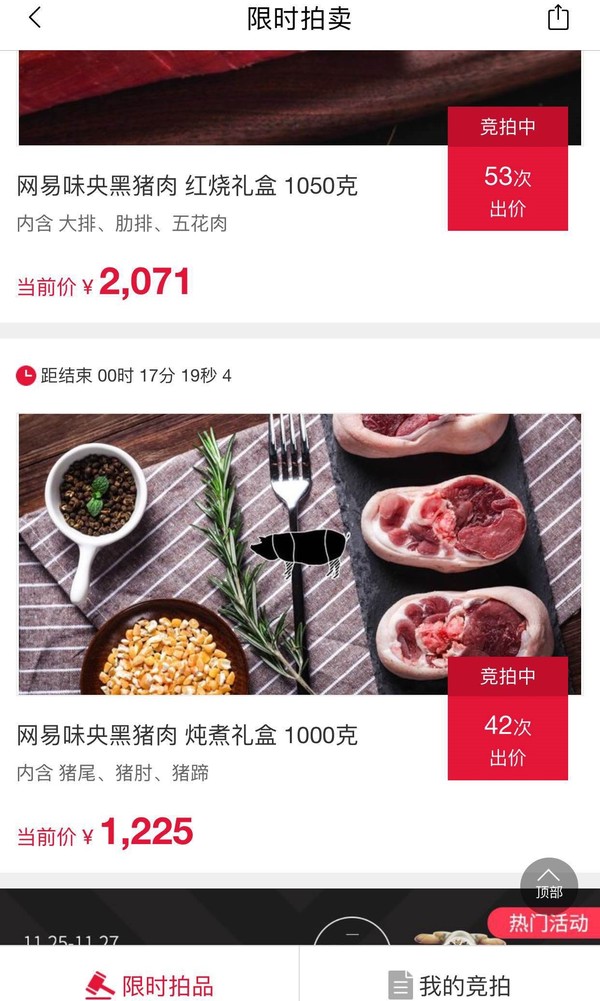 限时拍卖
竞拍中
53次
出价
网易味央黑猪肉 红烧礼盒 1050克
内含 大排、肋排、五花肉
当前价 ¥ 2,071
距结束 00时 17分 19秒 4
竞拍中
42次
出价
网易味央黑猪肉 炖煮礼盒 1000克
内含 猪尾、猪肘、猪蹄
当前价 ¥ 1,225
顶部
热门活动
11.25-11.27
限时拍品
我的竞拍